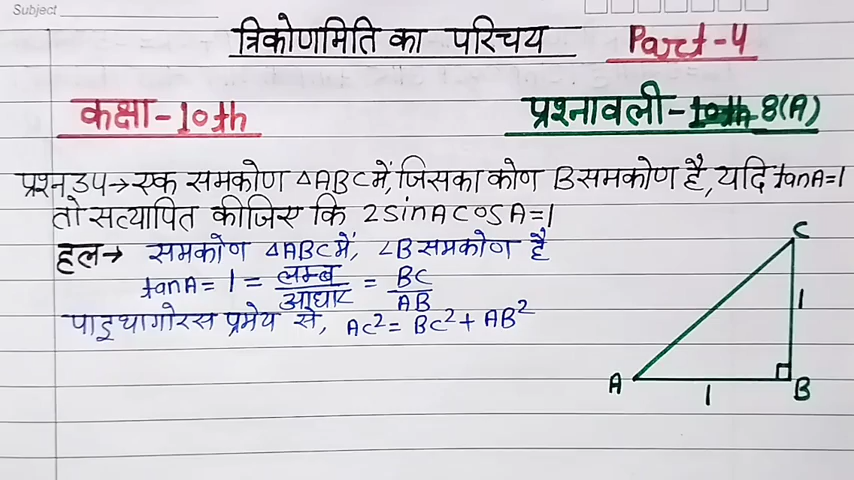 Subject
त्रिकोणमिति का परिचय Part-4
कक्षा-10th प्रश्नावली-8(A)
प्रश्न34→एक समकोण △ABC में, जिसका कोण B समकोण है, यदि tanA=1
तो सत्यापित कीजिए कि 2sinAcosA=1
हल→ समकोण △ABC में, ∠B समकोण है
tanA = 1 = लम्ब/आधार = BC/AB
पाइथागोरस प्रमेय से, AC² = BC² + AB²
C
1
A
B
1